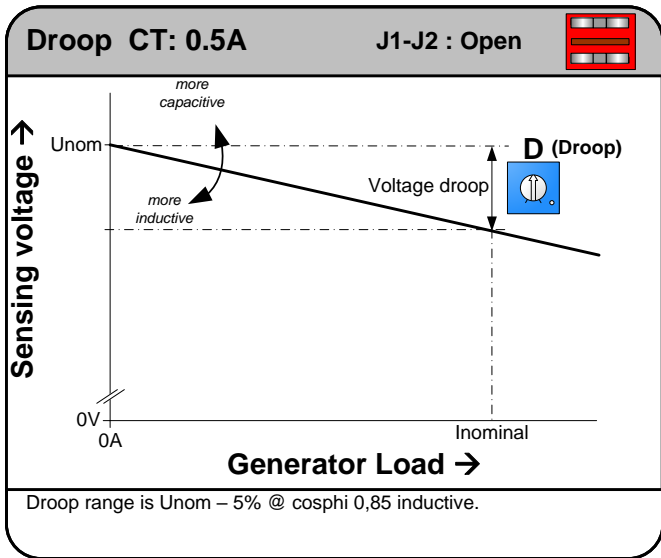 Droop CT: 0.5A
J1-J2 : Open
more
capacitive
Unom
D (Droop)
Voltage droop
more
inductive
Sensing voltage →
0V
0A
Inominal
Generator Load →
Droop range is Unom – 5% @ cosphi 0,85 inductive.